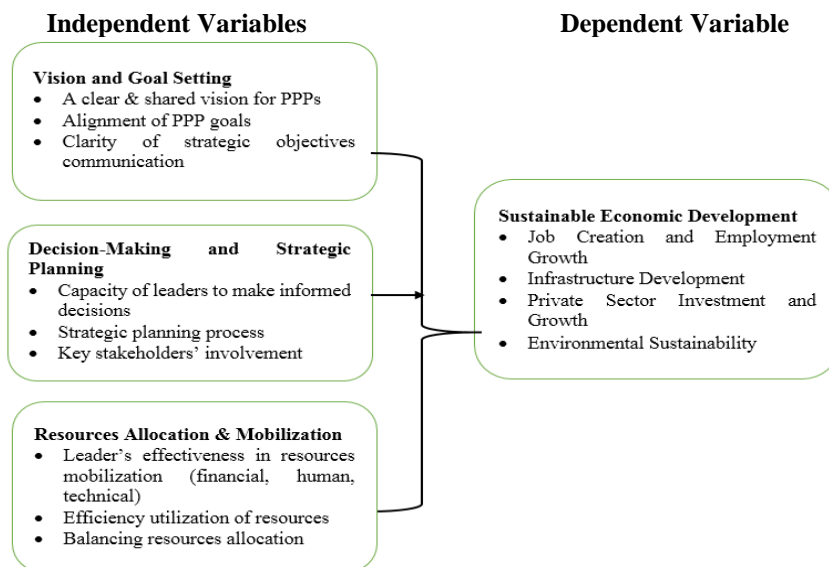 Independent Variables
Dependent Variable
Vision and Goal Setting
• A clear & shared vision for PPPs
• Alignment of PPP goals
• Clarity of strategic objectives
communication
Decision-Making and Strategic
Planning
• Capacity of leaders to make informed
decisions
• Strategic planning process
• Key stakeholders’ involvement
Resources Allocation & Mobilization
• Leader’s effectiveness in resources
mobilization (financial, human,
technical)
• Efficiency utilization of resources
• Balancing resources allocation
Sustainable Economic Development
• Job Creation and Employment
Growth
• Infrastructure Development
• Private Sector Investment and
Growth
• Environmental Sustainability